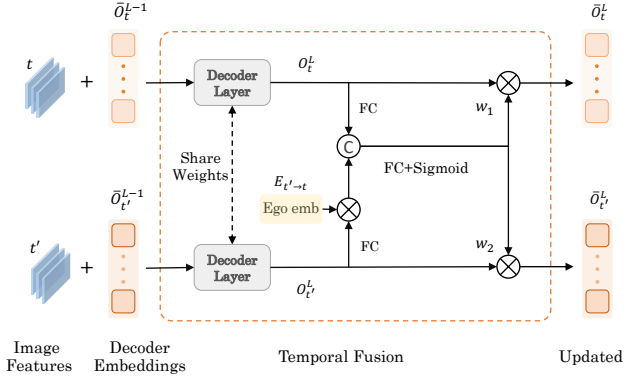 Ō_t^{L−1}
Ō_t^L
t
+
Decoder
Layer
O_t^L
w_1
FC
C
FC+Sigmoid
Share
Weights
E_{t′→t}
Ego emb
Ō_{t′}^{L−1}
Ō_{t′}^L
t′
+
Decoder
Layer
FC
w_2
O_{t′}^L
Image
Features
Decoder
Embeddings
Temporal Fusion
Updated